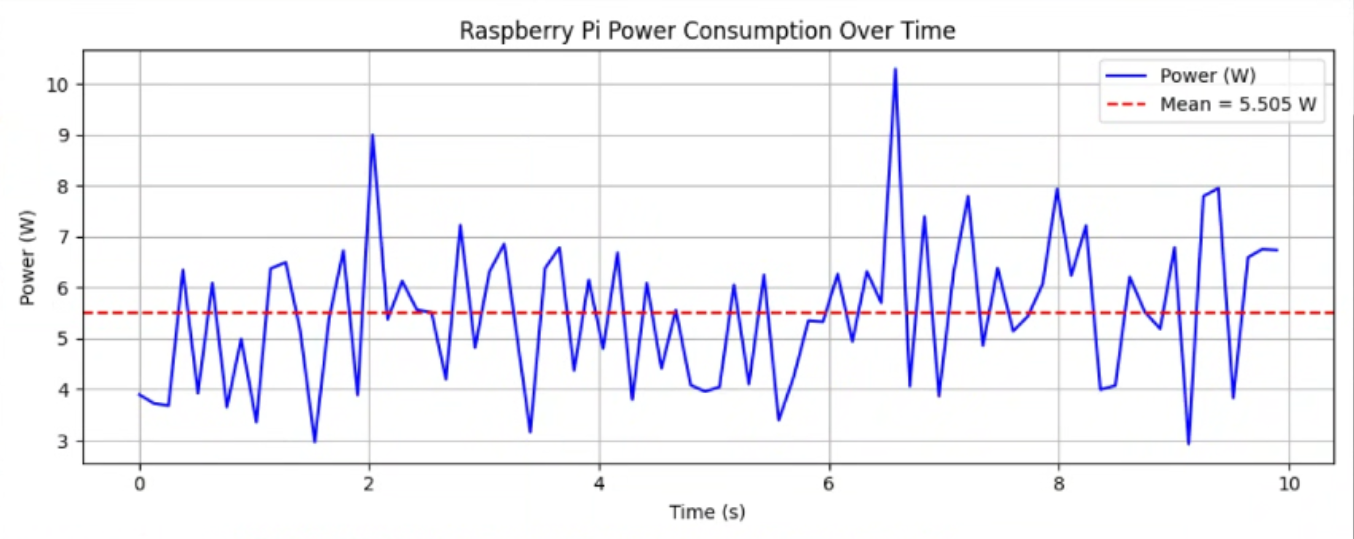 Raspberry Pi Power Consumption Over Time
Power (W)
Mean = 5.505 W
Power (W)
10
9
8
7
6
5
4
3
0 2 4 6 8 10
Time (s)